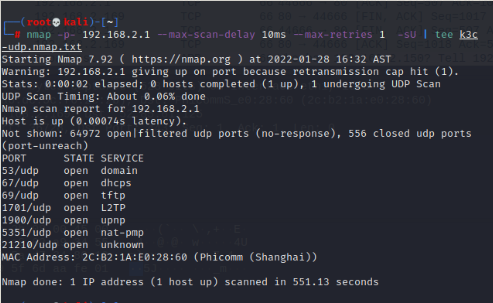 ┌──(root💀kali)-[~]
└─# nmap -p- 192.168.2.1 --max-scan-delay 10ms --max-retries 1  -sU | tee k3c
-udp.nmap.txt
Starting Nmap 7.92 ( https://nmap.org ) at 2022-01-28 16:32 AST
Warning: 192.168.2.1 giving up on port because retransmission cap hit (1).
Stats: 0:00:02 elapsed; 0 hosts completed (1 up), 1 undergoing UDP Scan
UDP Scan Timing: About 0.06% done
Nmap scan report for 192.168.2.1
Host is up (0.00074s latency).
Not shown: 64972 open|filtered udp ports (no-response), 556 closed udp ports
(port-unreach)
PORT      STATE SERVICE
53/udp    open  domain
67/udp    open  dhcps
69/udp    open  tftp
1701/udp  open  L2TP
1900/udp  open  upnp
5351/udp  open  nat-pmp
21210/udp open  unknown
MAC Address: 2C:B2:1A:E0:28:60 (Phicomm (Shanghai))

Nmap done: 1 IP address (1 host up) scanned in 551.13 seconds